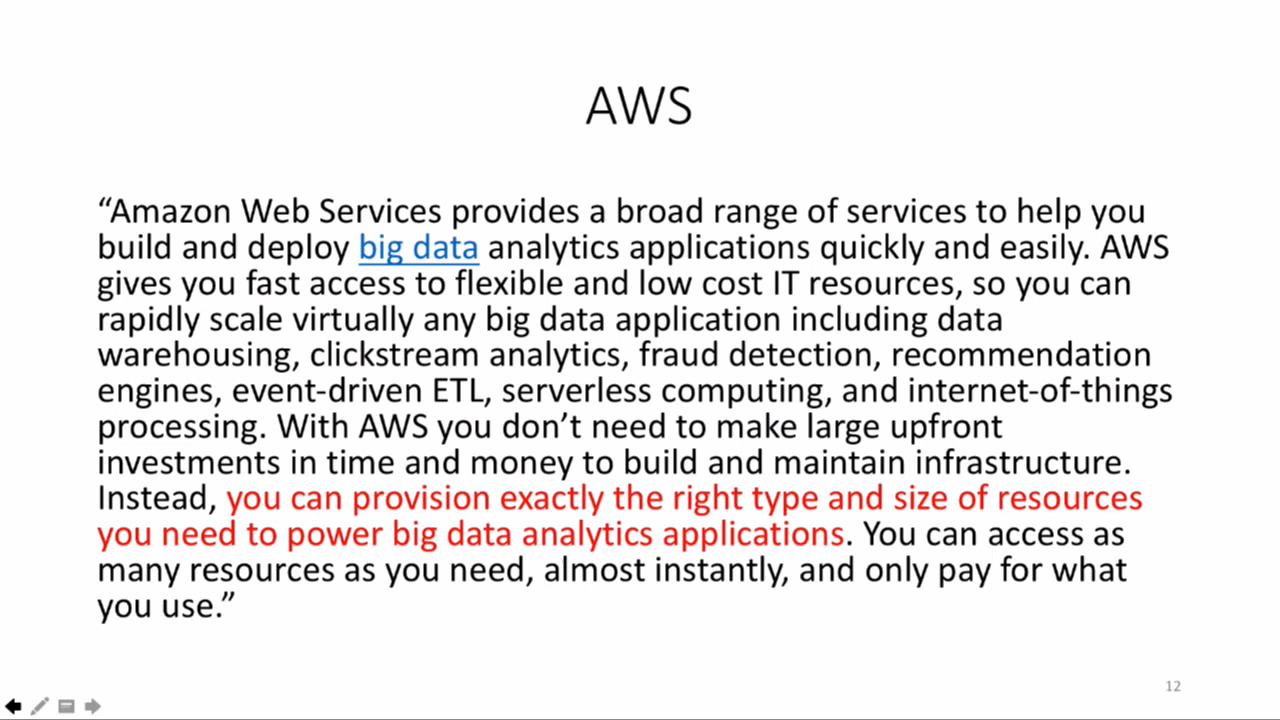 AWS
“Amazon Web Services provides a broad range of services to help you
build and deploy big data analytics applications quickly and easily. AWS
gives you fast access to flexible and low cost IT resources, so you can
rapidly scale virtually any big data application including data
warehousing, clickstream analytics, fraud detection, recommendation
engines, event-driven ETL, serverless computing, and internet-of-things
processing. With AWS you don’t need to make large upfront
investments in time and money to build and maintain infrastructure.
Instead, you can provision exactly the right type and size of resources
you need to power big data analytics applications. You can access as
many resources as you need, almost instantly, and only pay for what
you use.”
12